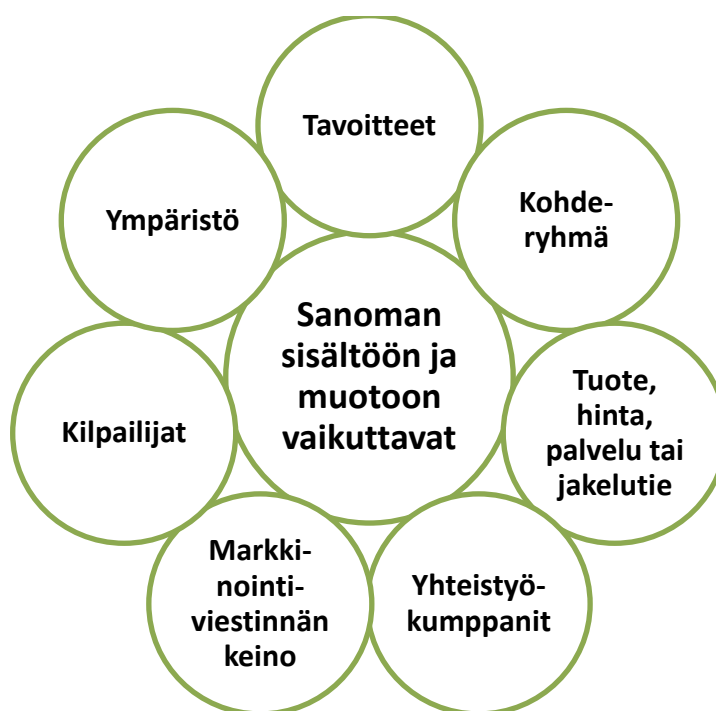 Tavoitteet
Kohde-
ryhmä
Tuote,
hinta,
palvelu tai
jakelutie
Yhteistyö-
kumppanit
Markki-
nointi-
viestinnän
keino
Kilpailijat
Ympäristö
Sanoman
sisältöön ja
muotoon
vaikuttavat